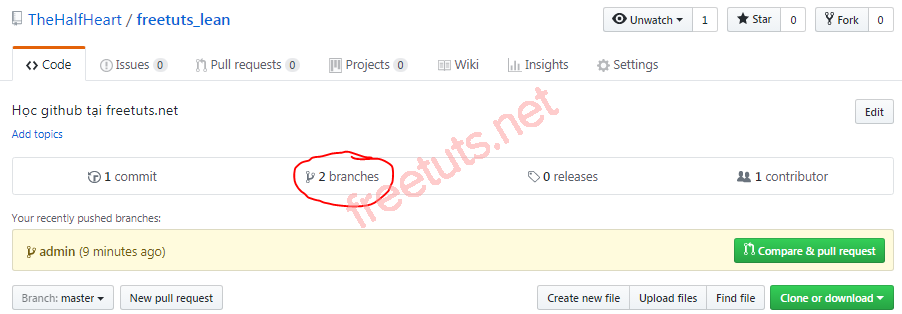 TheHalfHeart / freetuts_lean
Unwatch 1 Star 0 Fork 0
Code Issues 0 Pull requests 0 Projects 0 Wiki Insights Settings
Học github tại freetuts.net
Edit
Add topics
1 commit 2 branches 0 releases 1 contributor
freetuts.net
Your recently pushed branches:
admin (9 minutes ago) Compare & pull request
Branch: master New pull request Create new file Upload files Find file Clone or download